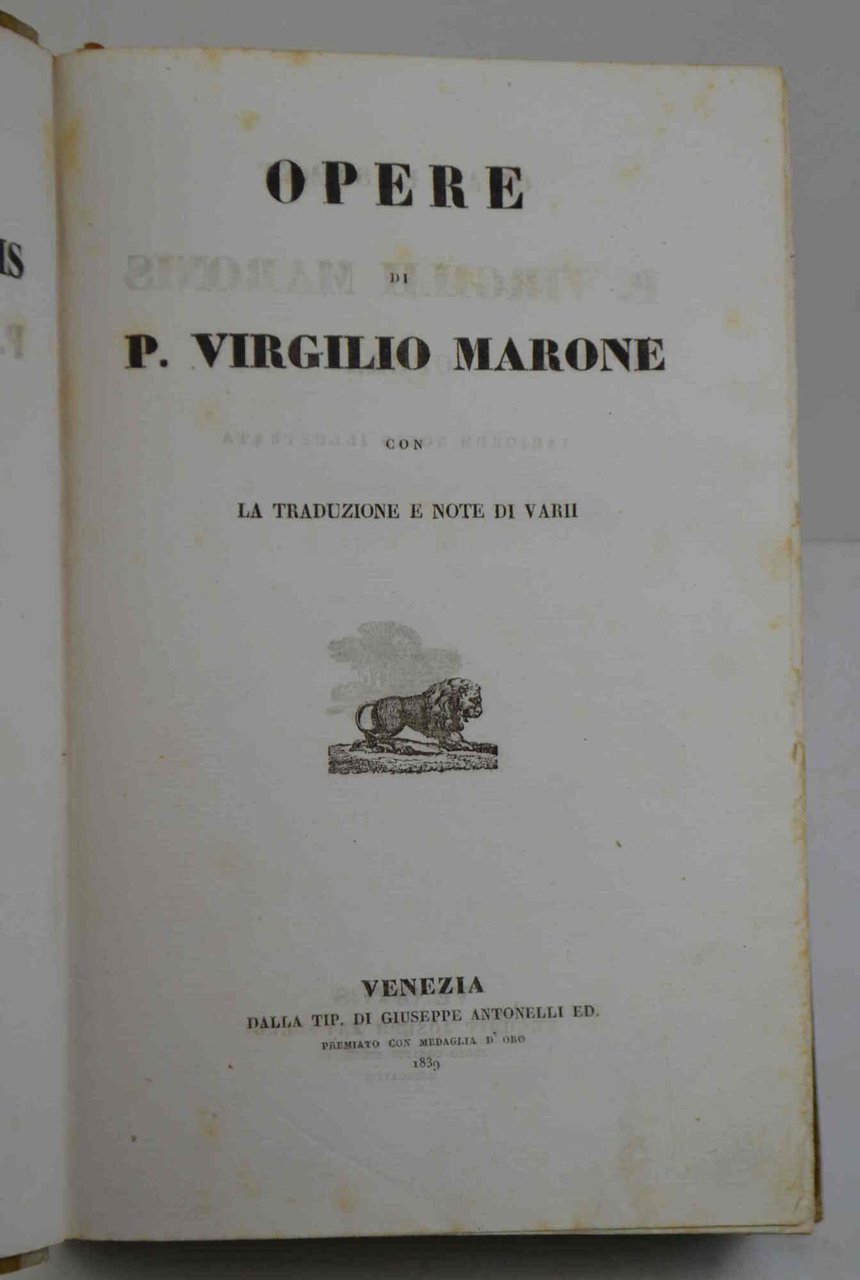 OPERE
DI
P. VIRGILIO MARONE
CON
LA TRADUZIONE E NOTE DI VARII
VENEZIA
DALLA TIP. DI GIUSEPPE ANTONELLI ED.
PREMIATO CON MEDAGLIA D' ORO
1839